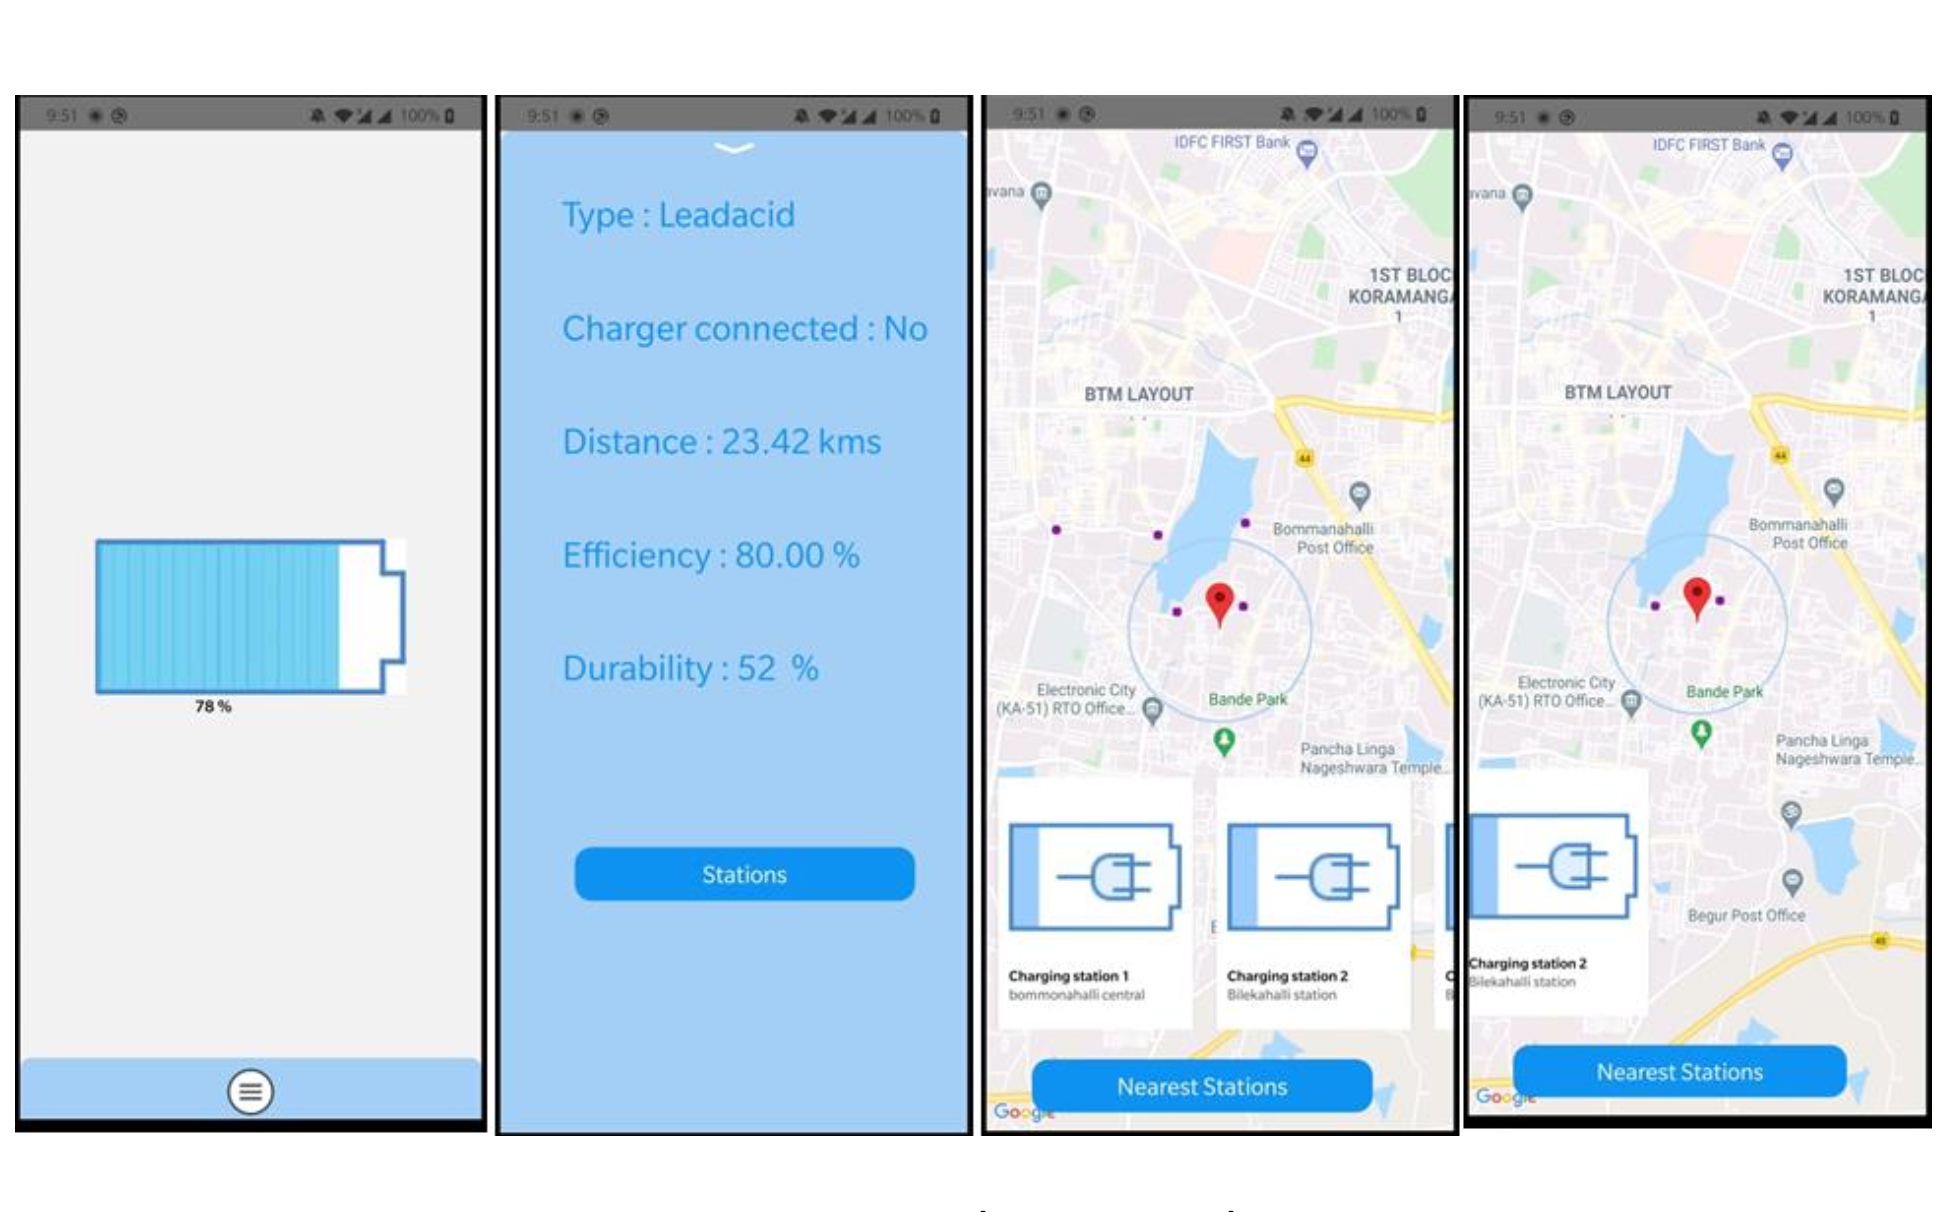 9:51
100%
78 %
9:51
100%
Type : Leadacid
Charger connected : No
Distance : 23.42 kms
Efficiency : 80.00 %
Durability : 52 %
Stations
9:51
100%
IDFC FIRST Bank
avana
1ST BLOC
KORAMANGA
1
BTM LAYOUT
44
Bommanahalli
Post Office
Electronic City
(KA-51) RTO Office...
Bande Park
Pancha Linga
Nageshwara Temple...
E
Charging station 1
bommonahalli central
Charging station 2
Bilekahalli station
C
B
Nearest Stations
Google
9:51
100%
IDFC FIRST Bank
avana
1ST BLOC
KORAMANGA
1
BTM LAYOUT
44
Bommanahalli
Post Office
Electronic City
(KA-51) RTO Office...
Bande Park
Pancha Linga
Nageshwara Temple...
Begur Post Office
48
Charging station 2
Bilekahalli station
Nearest Stations
Google